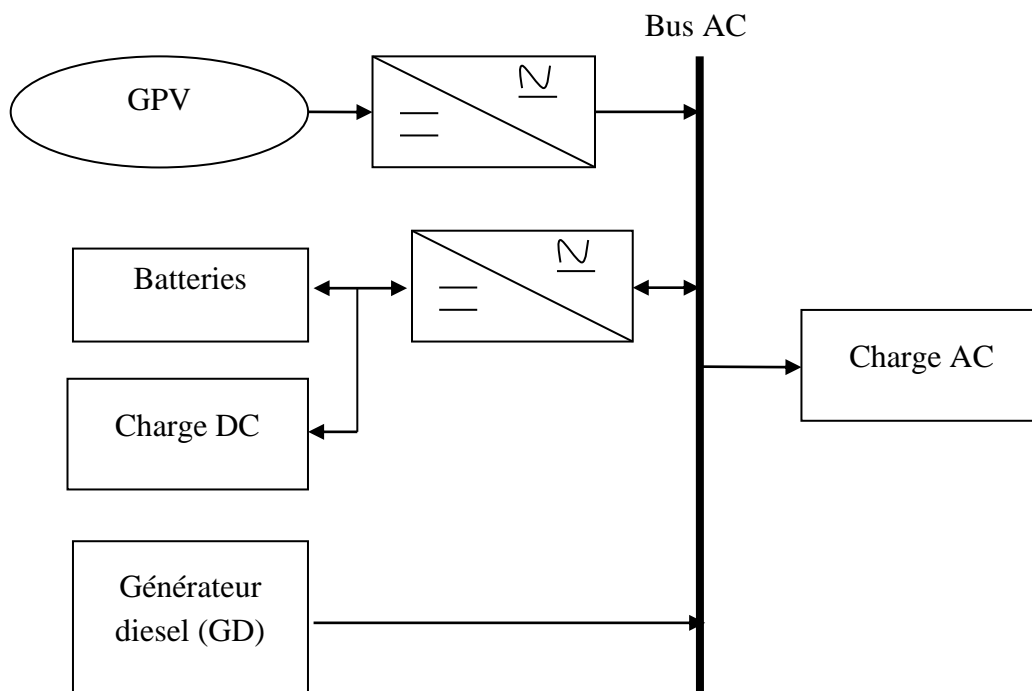 Bus AC
GPV
Batteries
Charge AC
Charge DC
Générateur
diesel (GD)